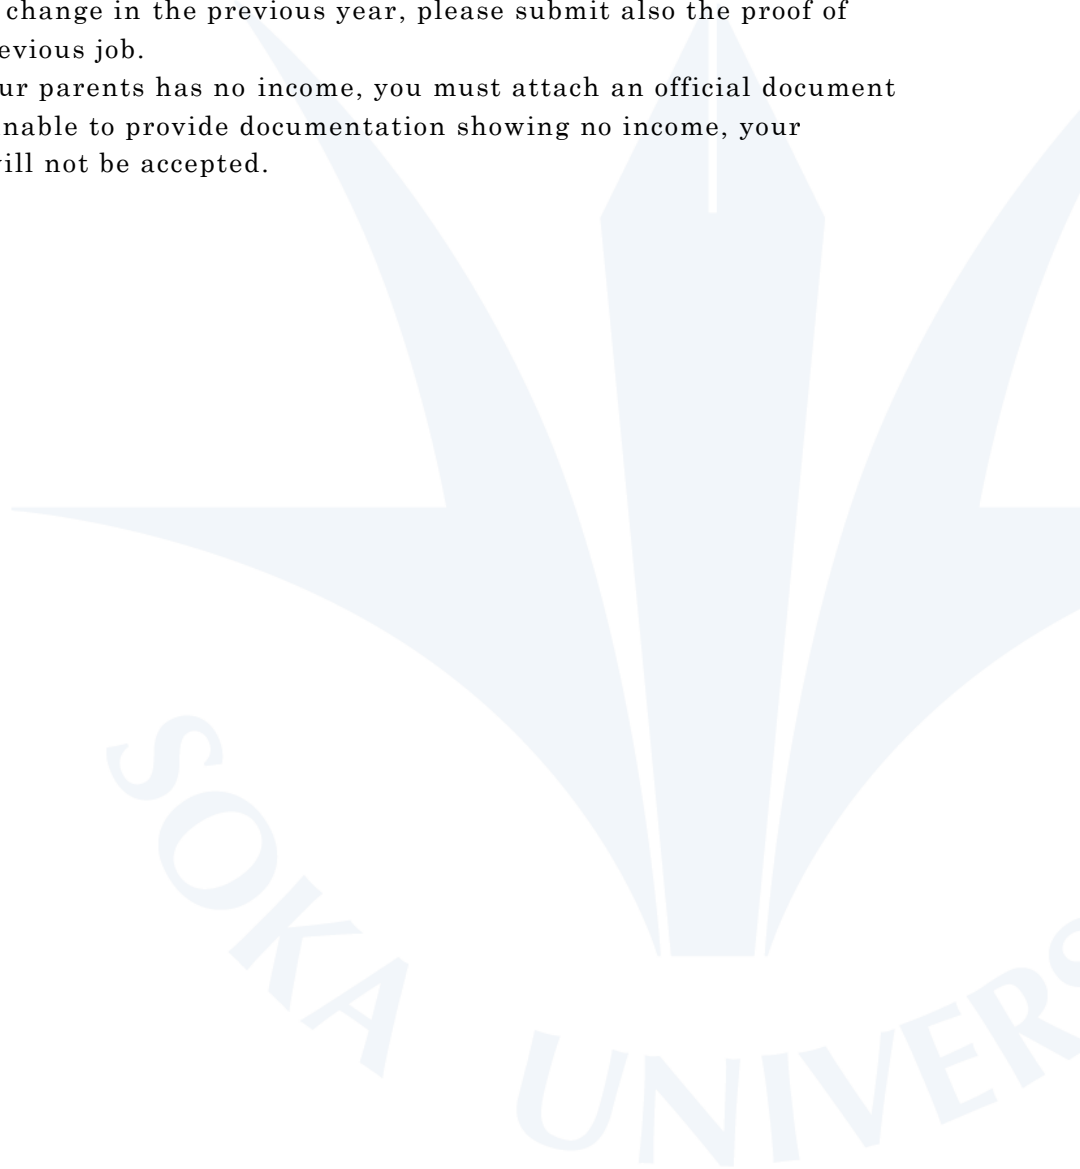 change in the previous year, please submit also the proof of
evious job.
ur parents has no income, you must attach an official document
nable to provide documentation showing no income, your
ill not be accepted.
SOKA UNIVERS